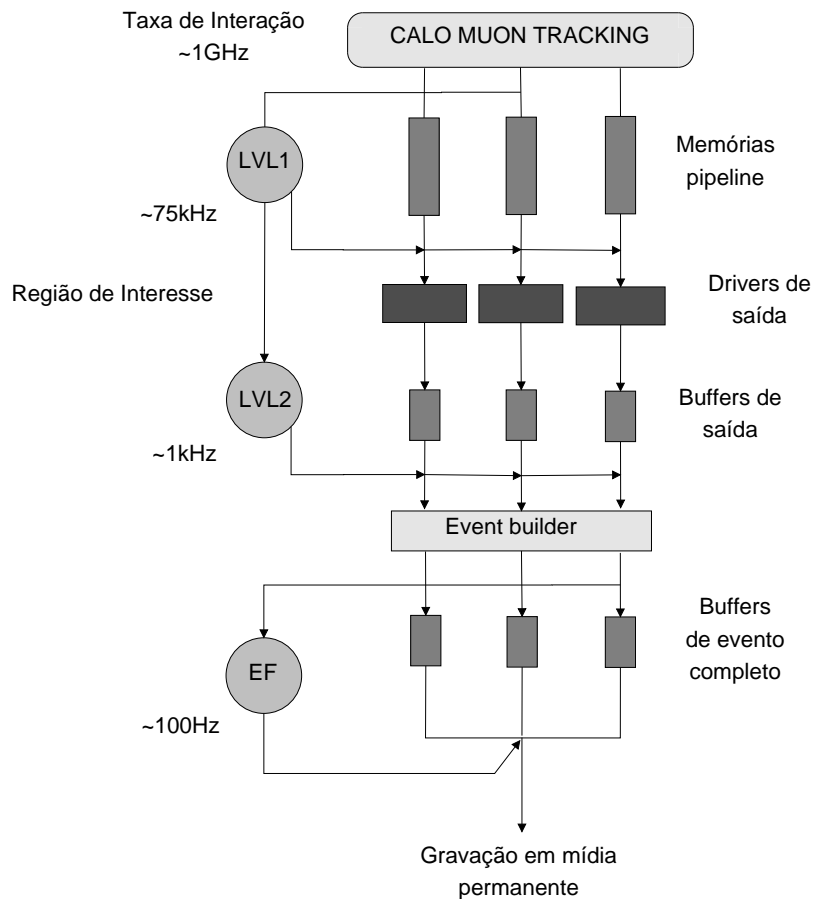 Taxa de Interação
~1GHz
CALO MUON TRACKING
LVL1
Memórias
pipeline
~75kHz
Região de Interesse
Drivers de
saída
LVL2
Buffers de
saída
~1kHz
Event builder
Buffers
de evento
completo
EF
~100Hz
Gravação em mídia
permanente